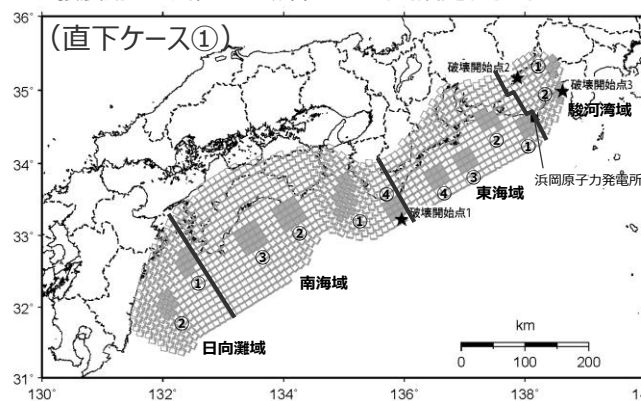 (直下ケース①)
36°
35°
34°
33°
32°
31°
130
132°
134°
136°
138°
破壊開始点2
①
破壊開始点3
②
駿河湾域
②
①
浜岡原子力発電所
③
④
東海域
④
破壊開始点1
①
②
③
南海域
①
②
日向灘域
km
0
100
200